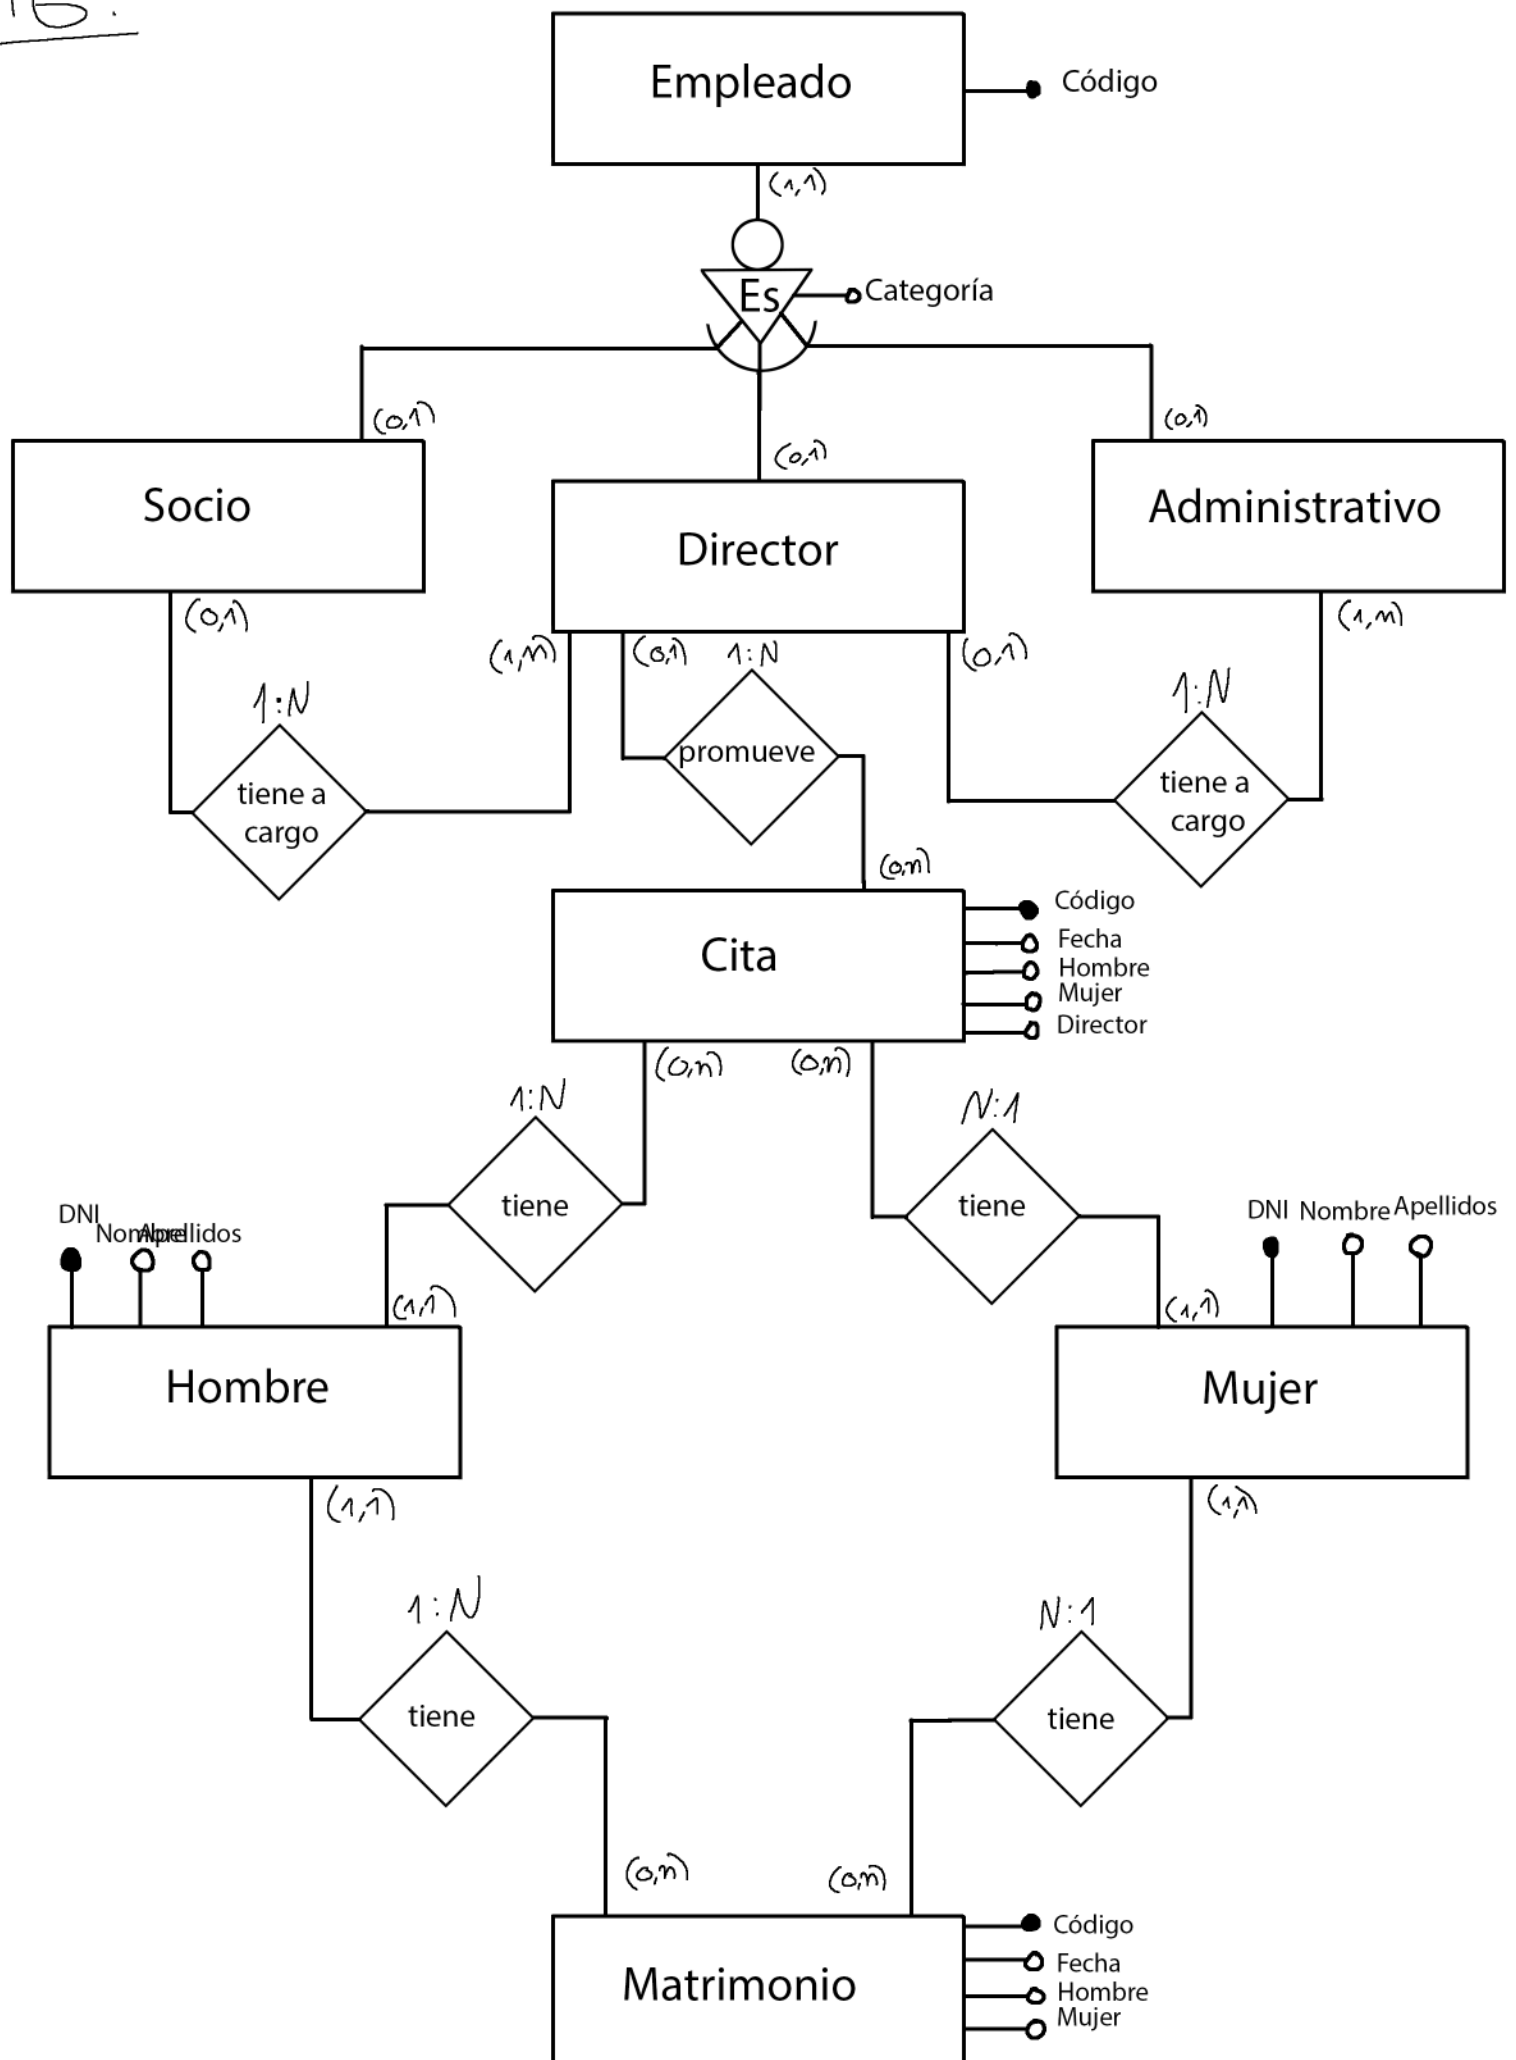 Empleado
Código
(1,1)
Es
Categoría
(0,1)
(0,1)
(0,1)
Socio
Director
Administrativo
(0,1)
(1,n)
(0,1)
1:N
(0,1)
(1,n)
1:N
1:N
tiene a
cargo
promueve
tiene a
cargo
(0,n)
Cita
Código
Fecha
Hombre
Mujer
Director
(0,n)
(0,n)
1:N
N:1
tiene
tiene
DNI
Nombre
Apellidos
DNI
Nombre
Apellidos
(1,1)
(1,1)
Hombre
Mujer
(1,1)
(1,1)
1:N
N:1
tiene
tiene
(0,n)
(0,n)
Matrimonio
Código
Fecha
Hombre
Mujer